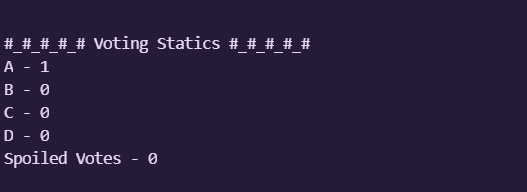 #_#_#_#_# Voting Statics #_#_#_#_#
A - 1
B - 0
C - 0
D - 0
Spoiled Votes - 0